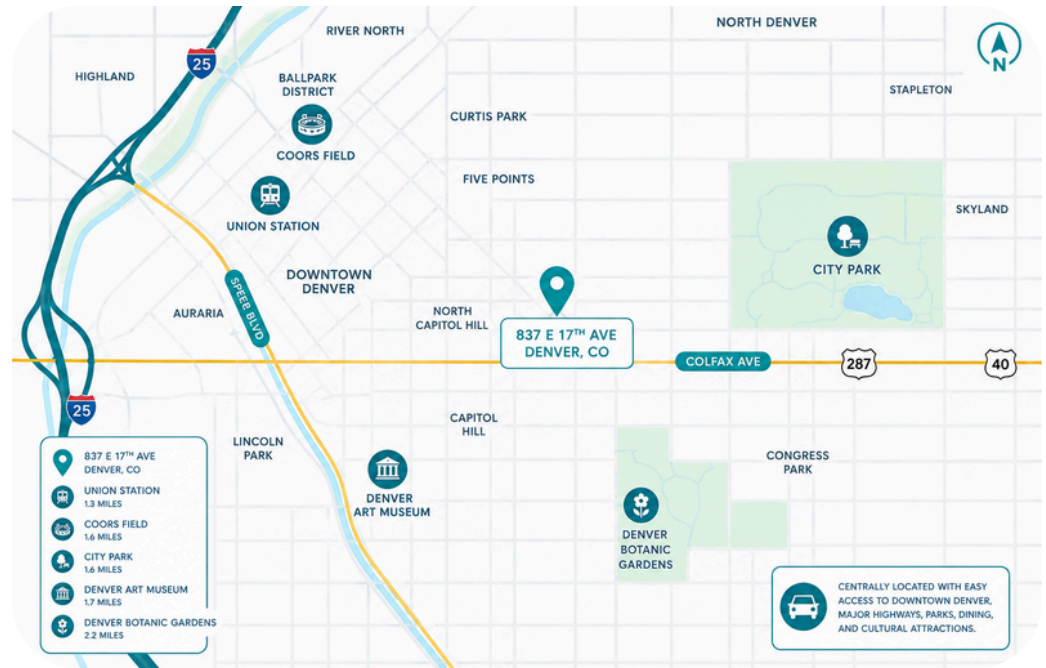 RIVER NORTH
NORTH DENVER
N
25
HIGHLAND
BALLPARK
DISTRICT
STAPLETON
CURTIS PARK
COORS FIELD
FIVE POINTS
SKYLAND
UNION STATION
CITY PARK
DOWNTOWN
DENVER
SPEEB BLVD
AURARIA
NORTH
CAPITOL HILL
837 E 17TH AVE
DENVER, CO
COLFAX AVE
287
40
25
CAPITOL
HILL
LINCOLN
PARK
CONGRESS
PARK
DENVER
ART MUSEUM
DENVER
BOTANIC
GARDENS
837 E 17TH AVE
DENVER, CO
UNION STATION
1.3 MILES
COORS FIELD
1.6 MILES
CITY PARK
1.6 MILES
DENVER ART MUSEUM
1.7 MILES
DENVER BOTANIC GARDENS
2.2 MILES
CENTRALLY LOCATED WITH EASY
ACCESS TO DOWNTOWN DENVER,
MAJOR HIGHWAYS, PARKS, DINING,
AND CULTURAL ATTRACTIONS.